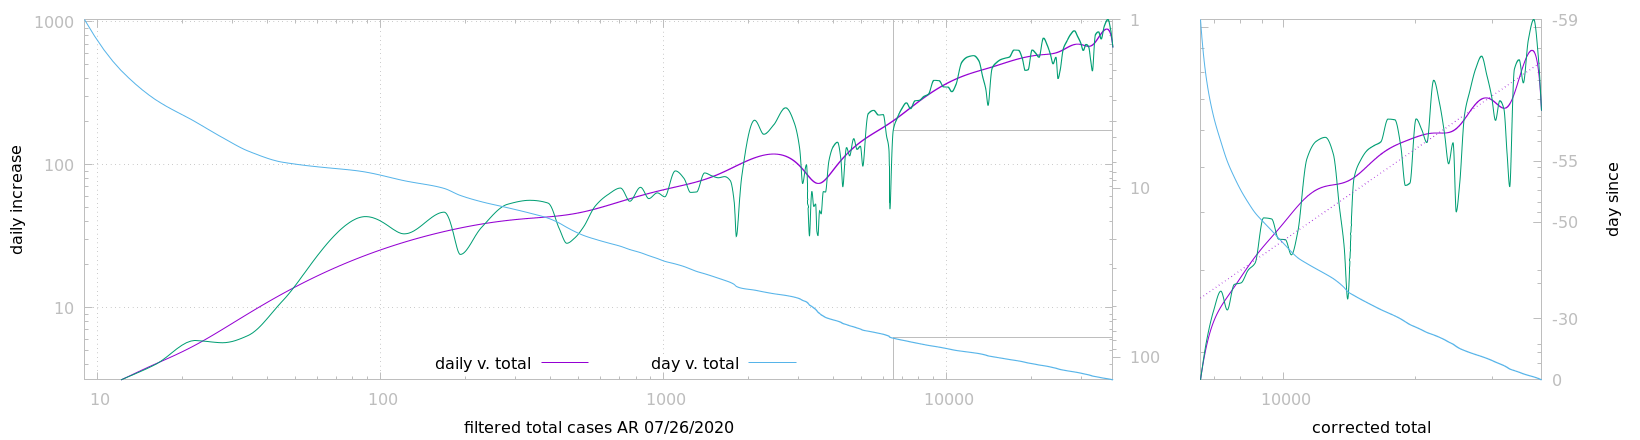 1000
100
10
daily increase
10
100
1000
10000
filtered total cases AR 07/26/2020
daily v. total
day v. total
1
10
100
10000
corrected total
-59
-55
-50
-30
0
day since